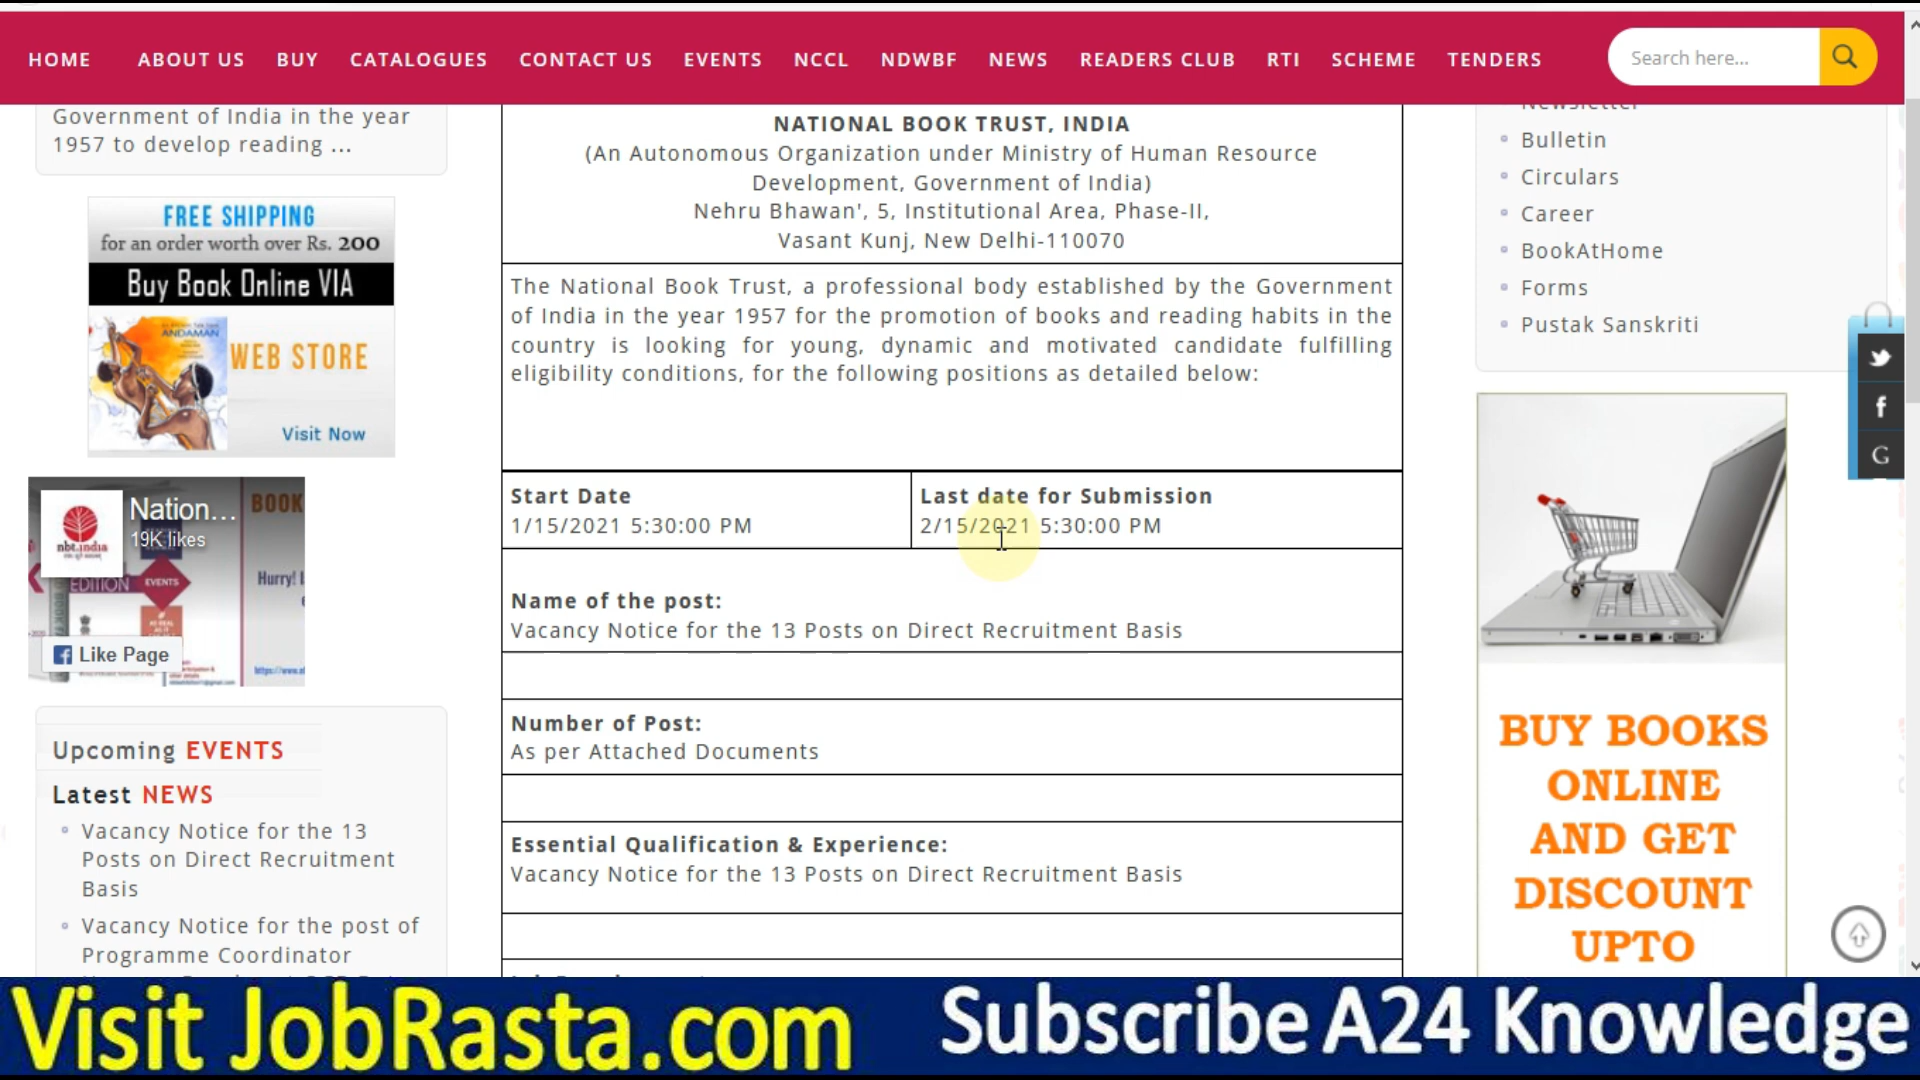 HOME ABOUT US BUY CATALOGUES CONTACT US EVENTS NCCL NDWBF NEWS READERS CLUB RTI SCHEME TENDERS
Search here...
Government of India in the year
1957 to develop reading ...
FREE SHIPPING
for an order worth over Rs. 200
Buy Book Online VIA
ANDAMAN
WEB STORE
Visit Now
BOOK
Nation...
19K likes
nbt.india
EDITION
EVENTS
Hurry!
Like Page
Upcoming EVENTS
Latest NEWS
Vacancy Notice for the 13
Posts on Direct Recruitment
Basis
Vacancy Notice for the post of
Programme Coordinator
NATIONAL BOOK TRUST, INDIA
(An Autonomous Organization under Ministry of Human Resource
Development, Government of India)
Nehru Bhawan', 5, Institutional Area, Phase-II,
Vasant Kunj, New Delhi-110070
The National Book Trust, a professional body established by the Government
of India in the year 1957 for the promotion of books and reading habits in the
country is looking for young, dynamic and motivated candidate fulfilling
eligibility conditions, for the following positions as detailed below:
Start Date
1/15/2021 5:30:00 PM
Last date for Submission
2/15/2021 5:30:00 PM
Name of the post:
Vacancy Notice for the 13 Posts on Direct Recruitment Basis
Number of Post:
As per Attached Documents
Essential Qualification & Experience:
Vacancy Notice for the 13 Posts on Direct Recruitment Basis
Newsletter
Bulletin
Circulars
Career
BookAtHome
Forms
Pustak Sanskriti
f
G
BUY BOOKS
ONLINE
AND GET
DISCOUNT
UPTO
Visit JobRasta.com
Subscribe A24 Knowledge